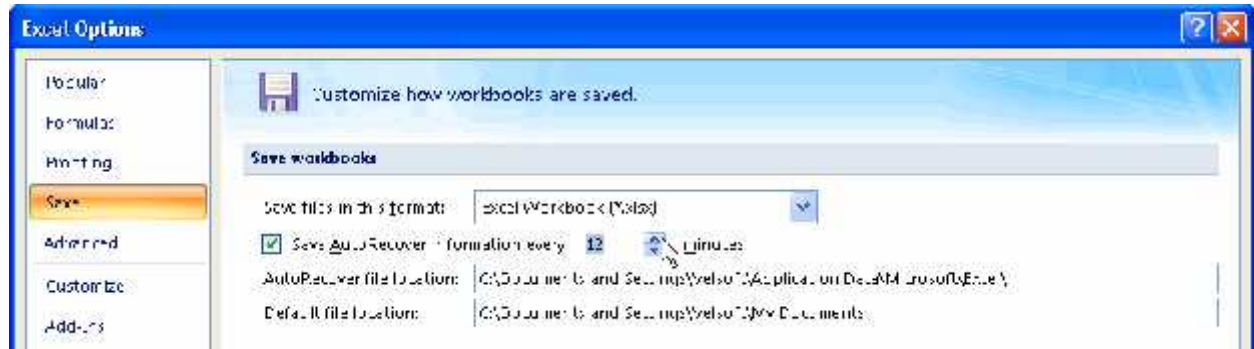 Excel Options
Popular
Formulas
Proofing
Save
Advanced
Customize
Add-Ins
Customize how workbooks are saved.
Save workbooks
Save files in this format: Excel Workbook (*.xlsx)
Save AutoRecover information every 12 minutes
AutoRecover file location: C:\Documents and Settings\velsoft\Application Data\Microsoft\Excel\
Default file location: C:\Documents and Settings\velsoft\My Documents